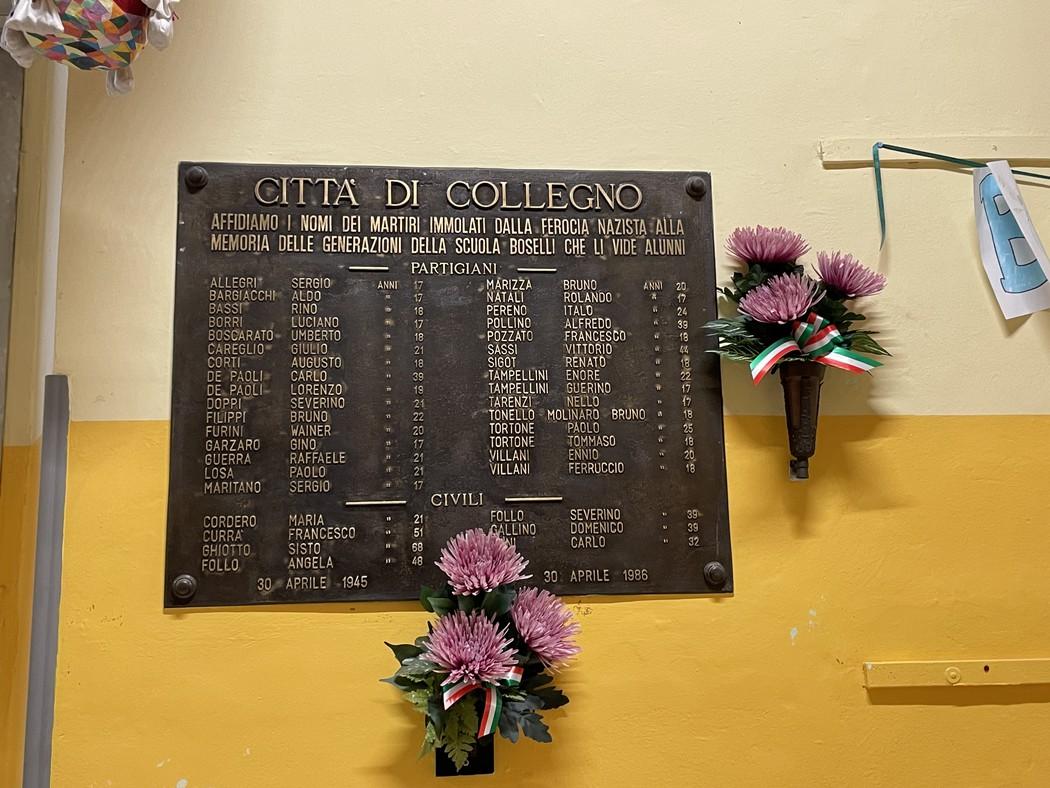 CITTA' DI COLLEGNO
AFFIDIAMO I NOMI DEI MARTIRI IMMOLATI DALLA FEROCIA NAZISTA ALLA
MEMORIA DELLE GENERAZIONI DELLA SCUOLA BOSELLI CHE LI VIDE ALUNNI
PARTIGIANI
ALLEGRI SERGIO ANNI 17
BARGIACCHI ALDO " 17
BASSI RINO " 18
BORRI LUCIANO " 17
BOSCARATO UMBERTO " 18
CAREGLIO GIULIO " 21
CORTI AUGUSTO " 18
DE PAOLI CARLO " 39
DE PAOLI LORENZO " 19
DOPPI SEVERINO " 21
FILIPPI BRUNO " 22
FURINI WAINER " 20
GARZARO GINO " 17
GUERRA RAFFAELE " 21
LOSA PAOLO " 21
MARITANO SERGIO " 17
MARIZZA BRUNO ANNI 20
NATALI ROLANDO " 17
PERENO ITALO " 24
POLLINO ALFREDO " 39
POZZATO FRANCESCO " 18
SASSI VITTORIO " 44
SIGOT RENATO " 18
TAMPELLINI ENORE " 22
TAMPELLINI GUERINO " 17
TARENZI NELLO " 17
TONELLO MOLINARO BRUNO " 18
TORTONE PAOLO " 25
TORTONE TOMMASO " 18
VILLANI ENNIO " 20
VILLANI FERRUCCIO " 18
CIVILI
CORDERO MARIA " 21
CURRA' FRANCESCO " 51
GHIOTTO SISTO " 68
FOLLO ANGELA " 48
FOLLO SEVERINO " 39
GALLINO DOMENICO " 39
CARLO " 32
30 APRILE 1945
30 APRILE 1986